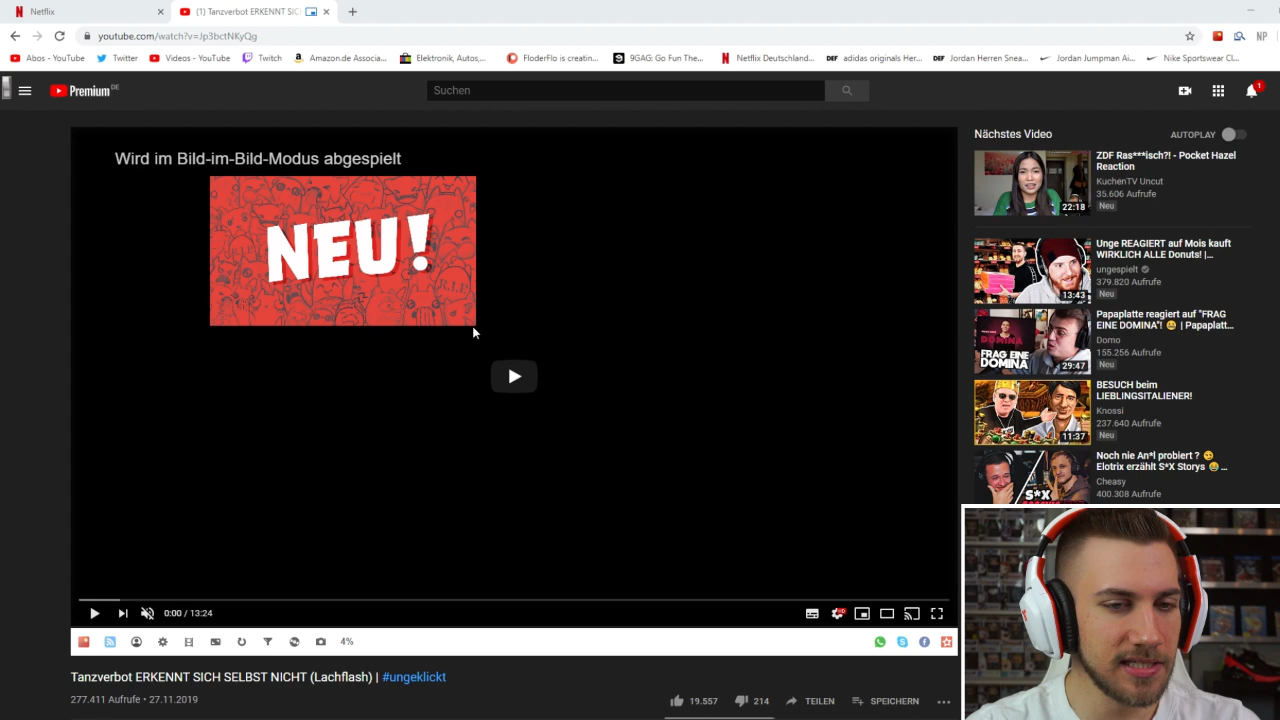 Netflix
(1) Tanzverbot ERKENNT SIC
youtube.com/watch?v=Jp3bctNKyQg
NP
Abos - YouTube
Twitter
Videos - YouTube
Twitch
Amazon.de Associa...
Elektronik, Autos,...
FloderFlo is creatin...
9GAG: Go Fun The...
Netflix Deutschland...
adidas originals Her...
Jordan Herren Snea...
Jordan Jumpman Ai...
Nike Sportswear Cl...
Premium DE
Suchen
1
Wird im Bild-im-Bild-Modus abgespielt
NEU!
R.I.P.
0:00 / 13:24
HD
4%
Tanzverbot ERKENNT SICH SELBST NICHT (Lachflash) | #ungeklickt
277.411 Aufrufe • 27.11.2019
19.557
214
TEILEN
SPEICHERN
Nächstes Video
AUTOPLAY
ZDF Ras***isch?! - Pocket Hazel
Reaction
KuchenTV Uncut
35.606 Aufrufe
Neu
22:18
Unge REAGIERT auf Mois kauft
WIRKLICH ALLE Donuts! |...
ungespielt
379.820 Aufrufe
Neu
13:43
Papaplatte reagiert auf "FRAG
EINE DOMINA"! 😆 | Papaplatt...
Domo
155.256 Aufrufe
Neu
DOMINA
FRAG EINE
DOMINA
29:47
BESUCH beim
LIEBLINGSITALIENER!
Knossi
237.640 Aufrufe
Neu
11:37
Noch nie An*l probiert ? 😏
Elotrix erzählt S*X Storys 😂 ...
Cheasy
400.308 Aufrufe
S*X